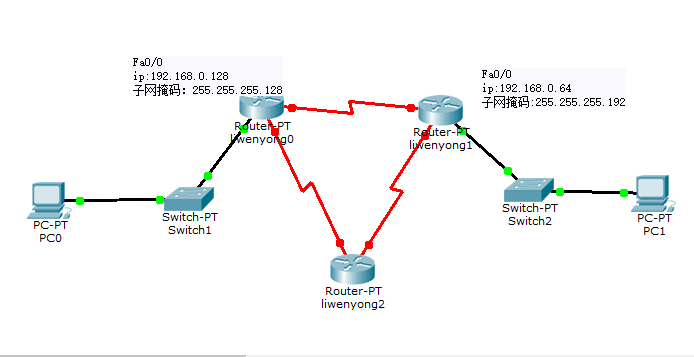 Fa0/0
ip:192.168.0.128
子网掩码: 255.255.255.128
Fa0/0
ip:192.168.0.64
子网掩码:255.255.255.192
Router-PT
liwenyong0
Router-PT
liwenyong1
PC-PT
PC0
Switch-PT
Switch1
Switch-PT
Switch2
PC-PT
PC1
Router-PT
liwenyong2